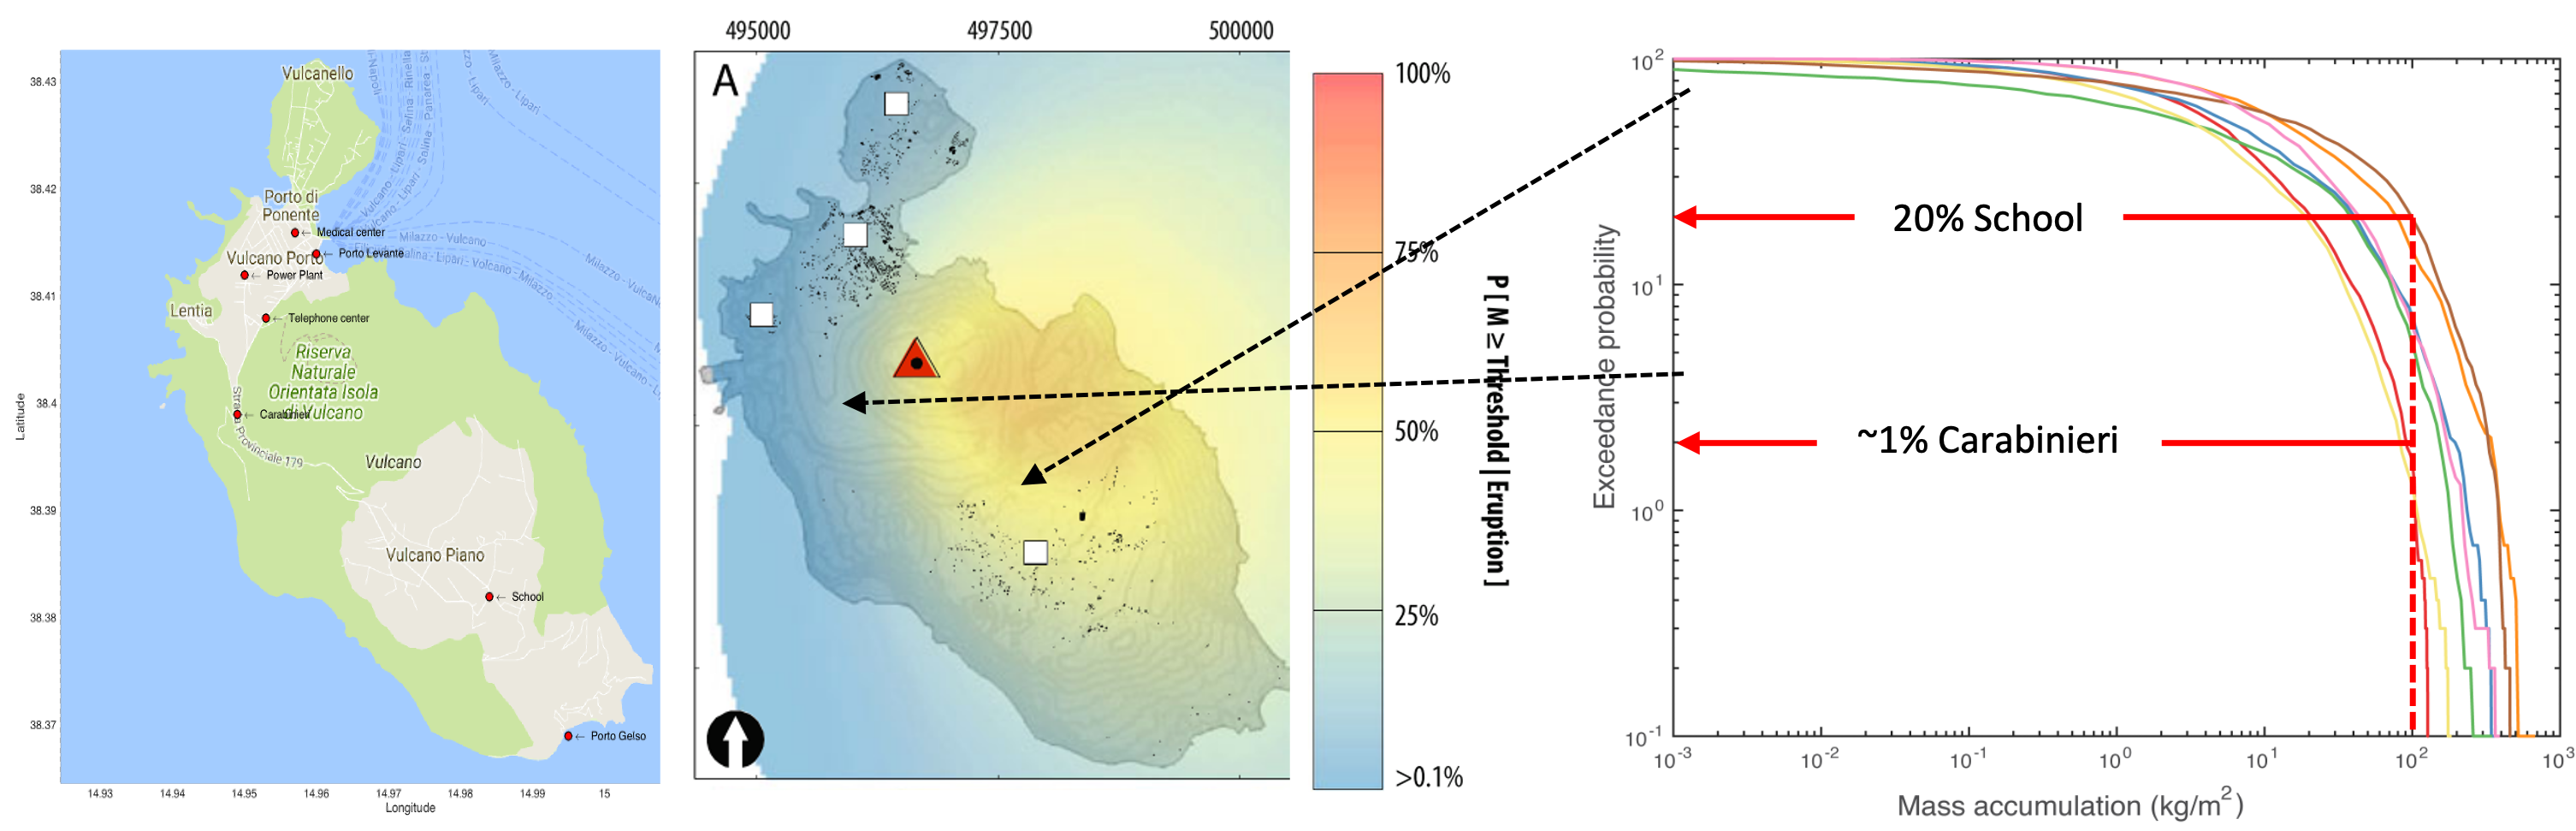 38.43
38.42
38.41
38.4
38.39
38.38
38.37
Latitude
14.93
14.94
14.95
14.96
14.97
14.98
14.99
15
Longitude
Vulcanello
Porto di
Ponente
← Medical center
Vulcano Porto
← Porto Levante
← Power Plant
Lentia
← Telephone center
Riserva
Naturale
Orientata Isola
di Vulcano
← Carabinieri
Strada Provinciale 179
Vulcano
Vulcano Piano
← School
← Porto Gelso
Milazzo - Lipari
Milazzo - Vulcano
Milazzo - Vulcano
495000
497500
500000
A
100%
75%
50%
25%
>0.1%
P [ M ≥ Threshold | Eruption ]
Exceedance probability
10²
10¹
10⁰
10⁻¹
20% School
~1% Carabinieri
10⁻³
10⁻²
10⁻¹
10⁰
10¹
10²
10³
Mass accumulation (kg/m²)